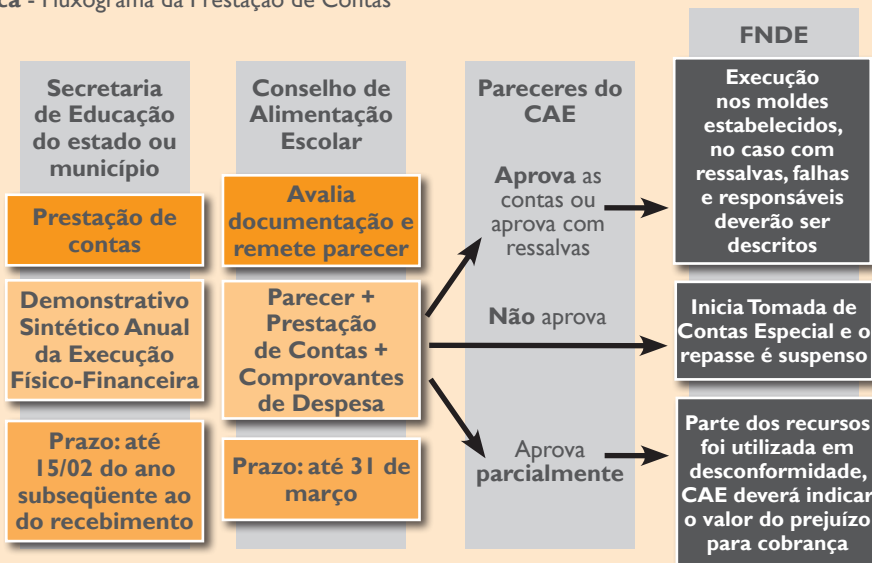 - Fluxograma da Prestação de Contas
Secretaria
de Educação
do estado ou
município
Prestação de
contas
Demonstrativo
Sintético Anual
da Execução
Físico-Financeira
Prazo: até
15/02 do ano
subseqüente ao
do recebimento
Conselho de
Alimentação
Escolar
Avalia
documentação e
remete parecer
Parecer +
Prestação
de Contas +
Comprovantes
de Despesa
Prazo: até 31 de
março
Pareceres do
CAE
Aprova as
contas ou
aprova com
ressalvas
Não aprova
Aprova
parcialmente
FNDE
Execução
nos moldes
estabelecidos,
no caso com
ressalvas, falhas
e responsáveis
deverão ser
descritos
Inicia Tomada de
Contas Especial e o
repasse é suspenso
Parte dos recursos
foi utilizada em
desconformidade,
CAE deverá indicar
o valor do prejuízo
para cobrança